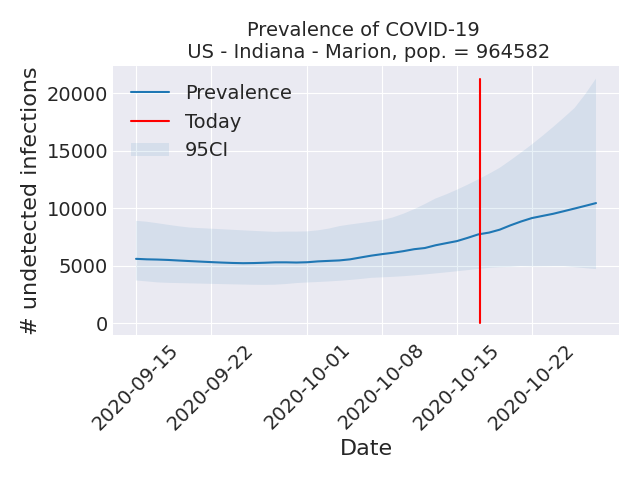 Prevalence of COVID-19
US - Indiana - Marion, pop. = 964582
# undetected infections
20000
15000
10000
5000
0
Prevalence
Today
95CI
2020-09-15
2020-09-22
2020-10-01
2020-10-08
2020-10-15
2020-10-22
Date